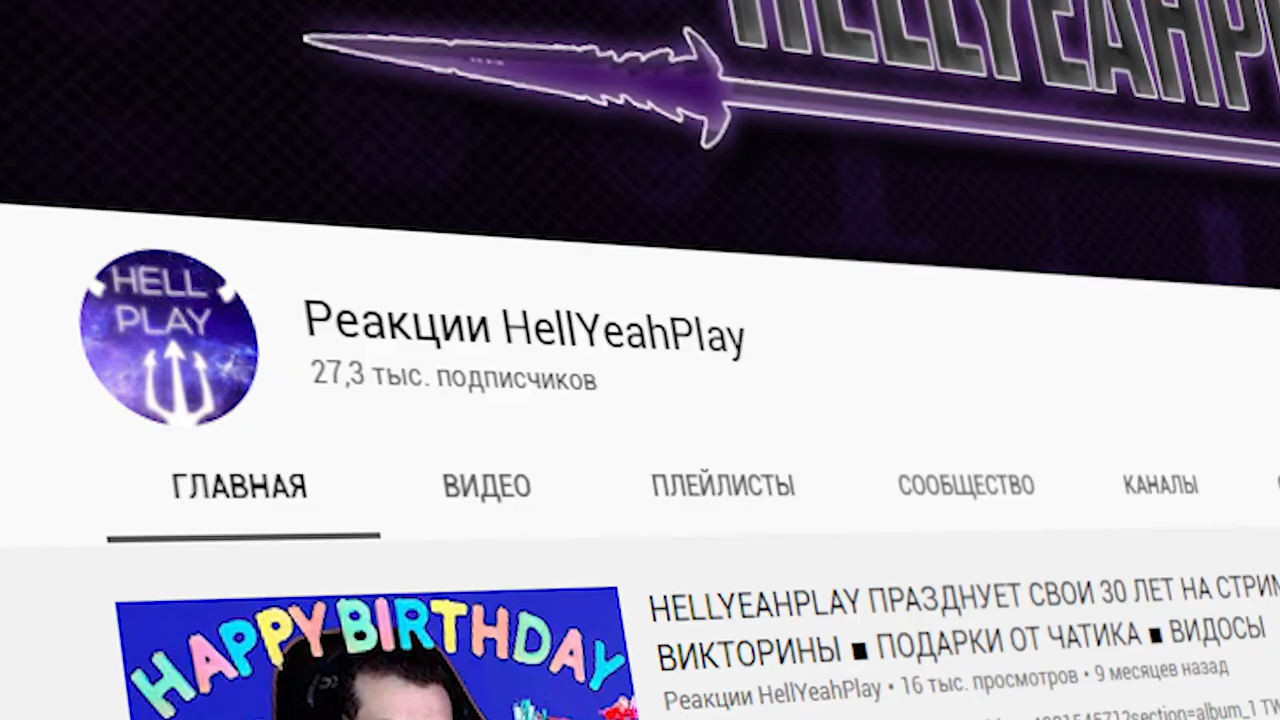 HELLYEAHP
HELL
PLAY
Реакции HellYeahPlay
27,3 тыс. подписчиков
ГЛАВНАЯ ВИДЕО ПЛЕЙЛИСТЫ СООБЩЕСТВО КАНАЛЫ
HAPPY BIRTHDAY
HELLYEAHPLAY ПРАЗДНУЕТ СВОИ 30 ЛЕТ НА СТРИМ
ВИКТОРИНЫ ■ ПОДАРКИ ОТ ЧАТИКА ■ ВИДОСЫ
Реакции HellYeahPlay • 16 тыс. просмотров • 9 месяцев назад